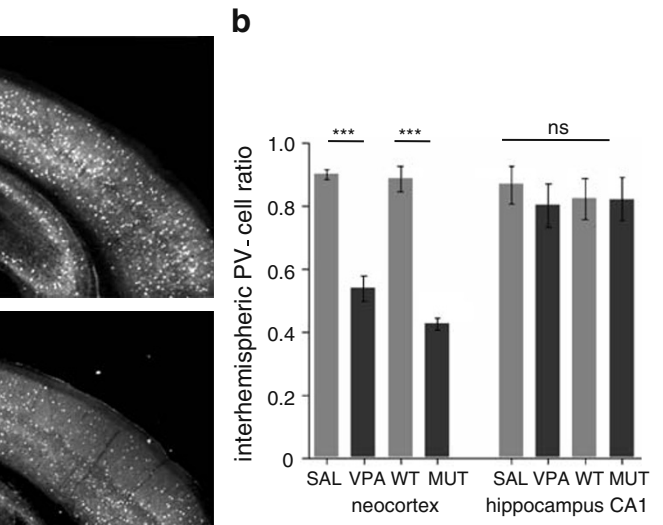 b
*** *** ns
interhemispheric PV-cell ratio
1.0
0.8
0.6
0.4
0.2
0
SAL VPA WT MUT SAL VPA WT MUT
neocortex hippocampus CA1